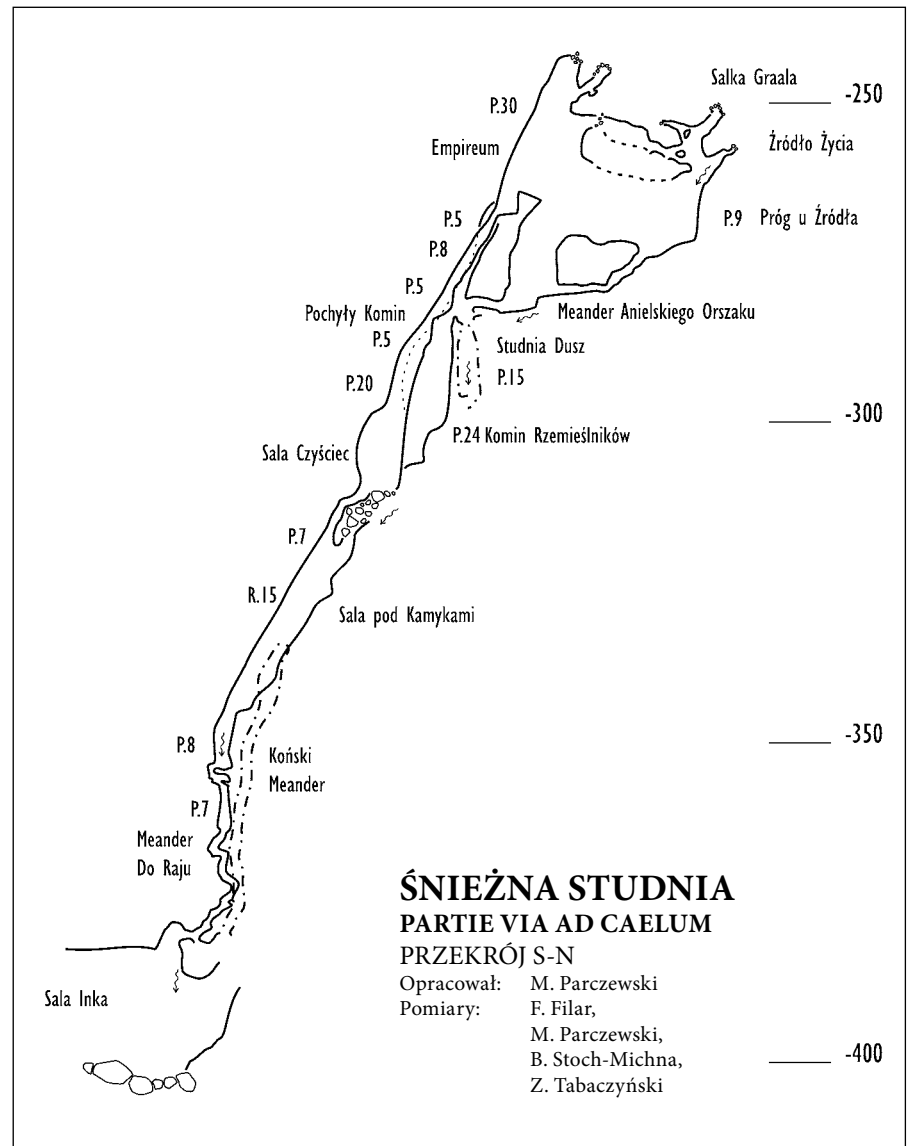 Salka Graala
-250
P.30
Źródło Życia
Empireum
P.5
P.9 Próg u Źródła
P.8
P.5
Pochyły Komin
Meander Anielskiego Orszaku
P.5
Studnia Dusz
P.15
P.20
-300
P.24 Komin Rzemieślników
Sala Czyściec
P.7
R.15
Sala pod Kamykami
P.8
-350
Koński
Meander
P.7
Meander
Do Raju
ŚNIEŻNA STUDNIA
PARTIE VIA AD CAELUM
PRZEKRÓJ S-N
Opracował: M. Parczewski
Pomiary: F. Filar,
M. Parczewski,
B. Stoch-Michna,
Z. Tabaczyński
Sala Inka
-400